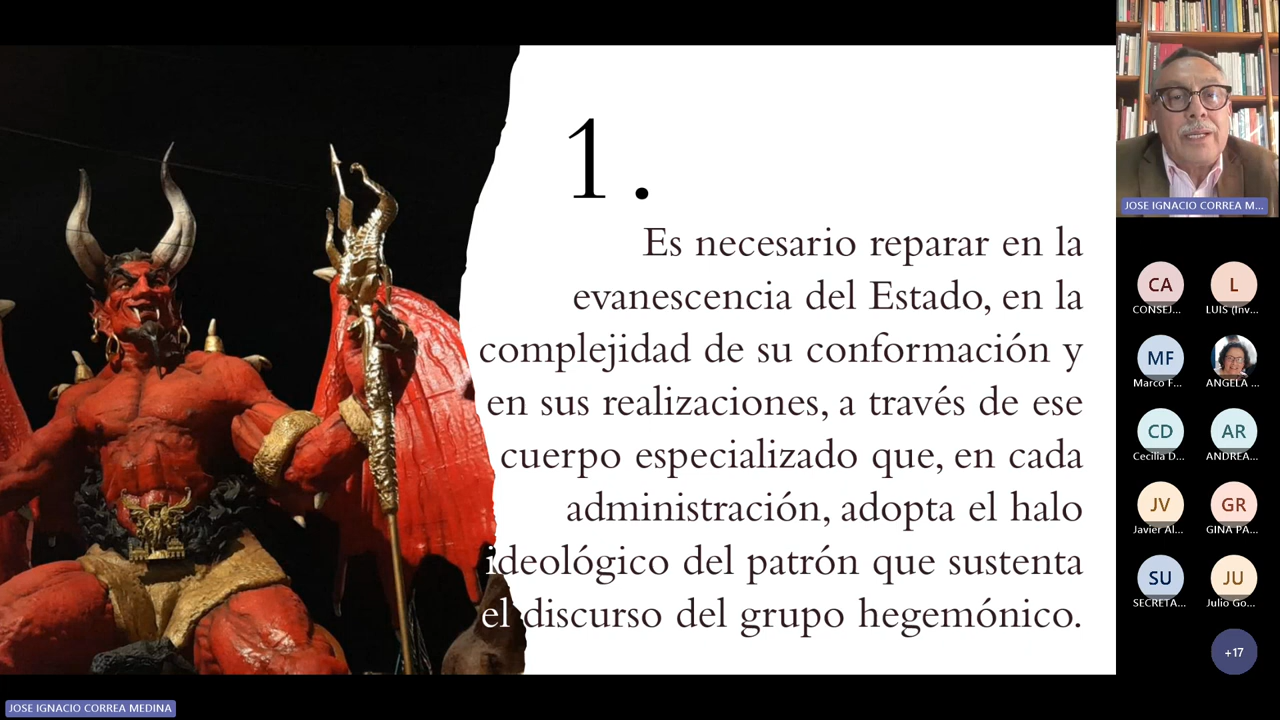 1.
Es necesario reparar en la
evanescencia del Estado, en la
complejidad de su conformación y
en sus realizaciones, a través de ese
cuerpo especializado que, en cada
administración, adopta el halo
ideológico del patrón que sustenta
el discurso del grupo hegemónico.
JOSE IGNACIO CORREA M...
CA
CONSEJ...
L
LUIS (Inv...
MF
Marco F...
ANGELA ...
CD
Cecilia D...
AR
ANDREA...
JV
Javier Al...
GR
GINA PA...
SU
SECRETA...
JU
Julio Go...
+17
JOSE IGNACIO CORREA MEDINA